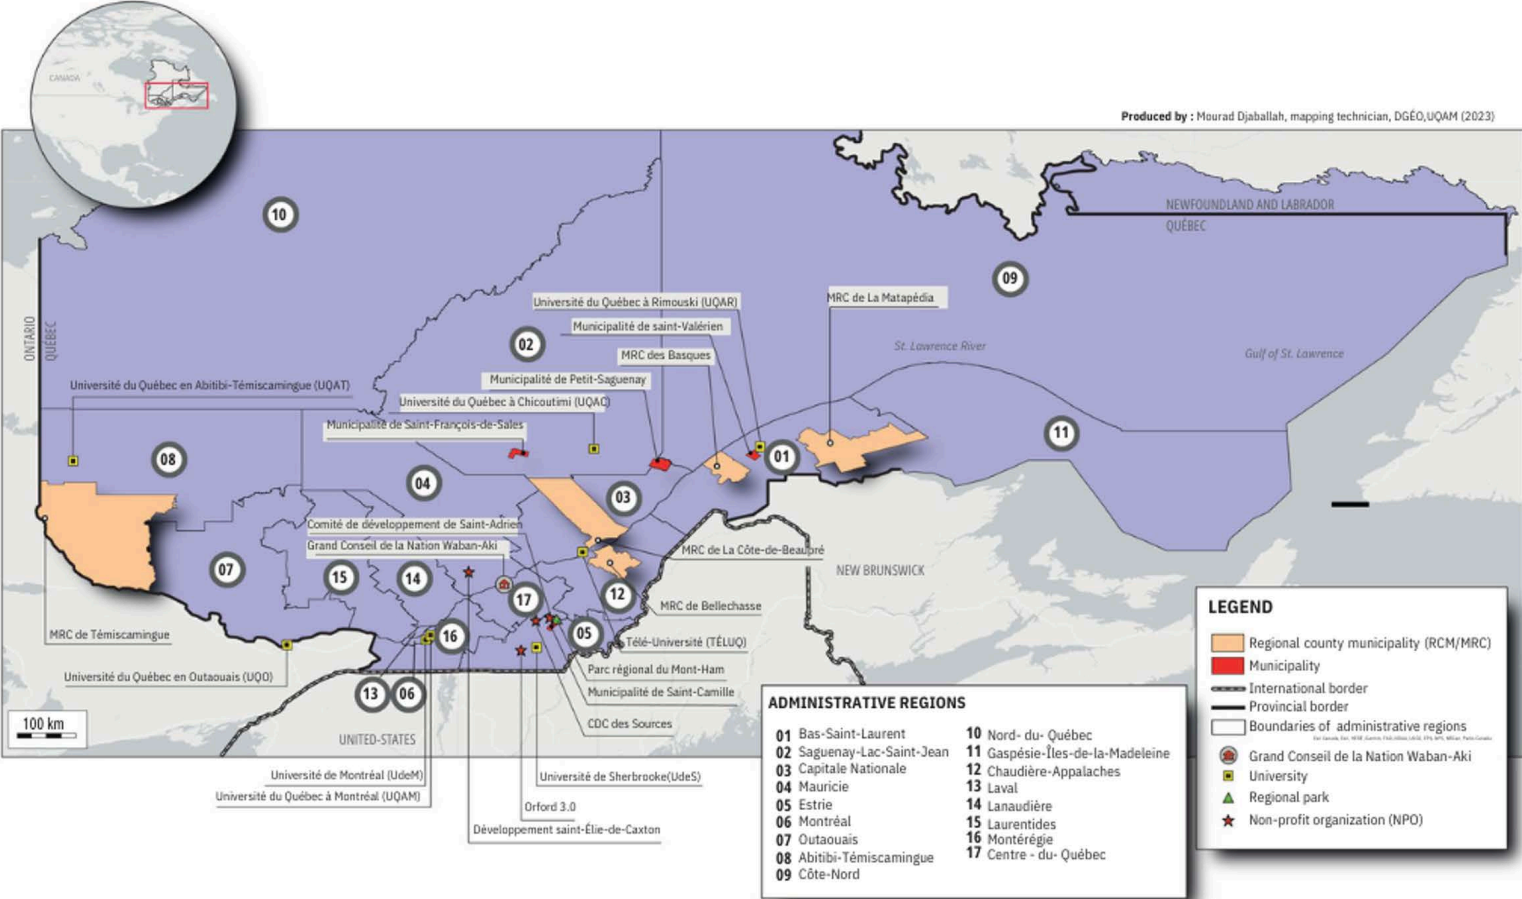 CANADA
Produced by : Mourad Djaballah, mapping technician, DGÉO,UQAM (2023)
10
NEWFOUNDLAND AND LABRADOR
QUÉBEC
09
ONTARIO
QUÉBEC
02
Université du Québec à Rimouski (UQAR)
MRC de La Matapédia
Municipalité de saint-Valérien
St. Lawrence River
Gulf of St. Lawrence
MRC des Basques
Municipalité de Petit-Saguenay
Université du Québec en Abitibi-Témiscamingue (UQAT)
Université du Québec à Chicoutimi (UQAC)
Municipalité de Saint-François-de-Sales
11
08
01
04
03
Comité de développement de Saint-Adrien
Grand Conseil de la Nation Waban-Aki
MRC de La Côte-de-Beaupré
NEW BRUNSWICK
07
15
14
17
12
MRC de Bellechasse
MRC de Témiscamingue
16
05
Télé-Université (TÉLUQ)
Parc régional du Mont-Ham
Université du Québec en Outaouais (UQO)
13
06
Municipalité de Saint-Camille
CDC des Sources
100 km
UNITED-STATES
Université de Montréal (UdeM)
Université de Sherbrooke(UdeS)
Université du Québec à Montréal (UQAM)
Orford 3.0
Développement saint-Élie-de-Caxton
ADMINISTRATIVE REGIONS
01 Bas-Saint-Laurent
02 Saguenay-Lac-Saint-Jean
03 Capitale Nationale
04 Mauricie
05 Estrie
06 Montréal
07 Outaouais
08 Abitibi-Témiscamingue
09 Côte-Nord
10 Nord- du- Québec
11 Gaspésie-Îles-de-la-Madeleine
12 Chaudière-Appalaches
13 Laval
14 Lanaudière
15 Laurentides
16 Montérégie
17 Centre - du- Québec
LEGEND
Regional county municipality (RCM/MRC)
Municipality
International border
Provincial border
Boundaries of administrative regions
Grand Conseil de la Nation Waban-Aki
University
Regional park
Non-profit organization (NPO)